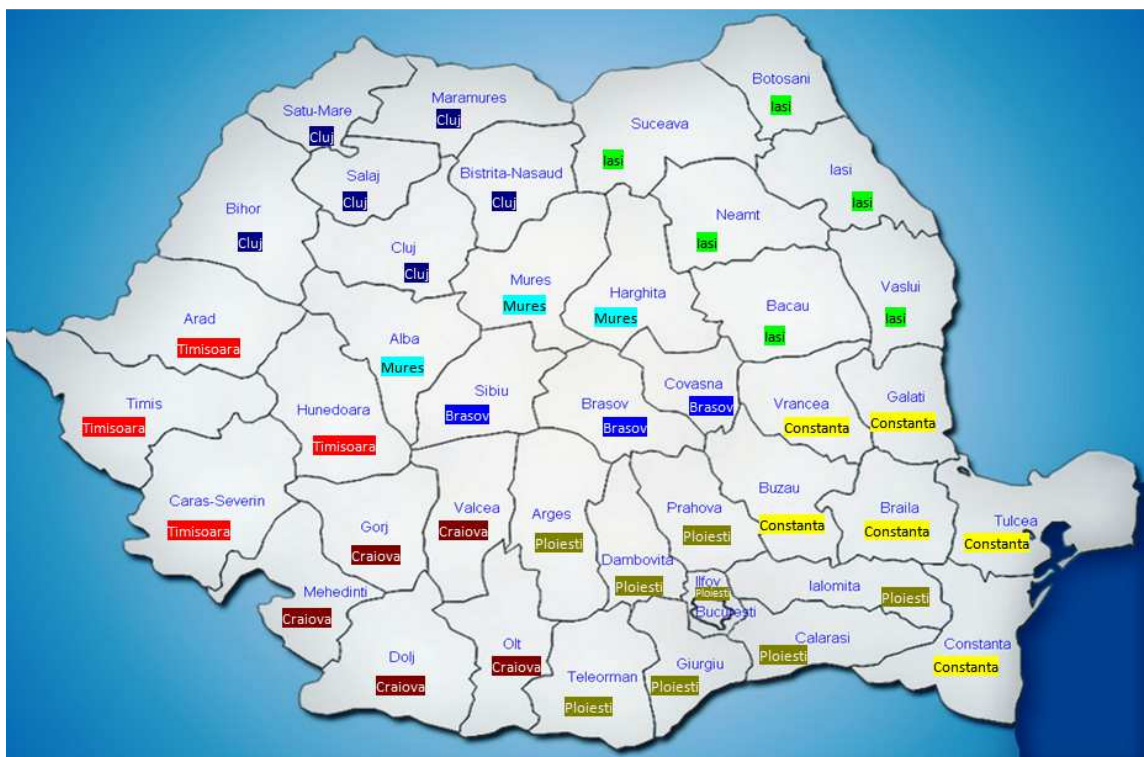 Botosani
Iasi
Maramures
Cluj
Satu-Mare
Cluj
Suceava
Iasi
Salaj
Cluj
Bistrita-Nasaud
Cluj
Iasi
Iasi
Bihor
Cluj
Neamt
Iasi
Cluj
Cluj
Mures
Mures
Harghita
Mures
Bacau
Iasi
Vaslui
Iasi
Arad
Timisoara
Alba
Mures
Timis
Timisoara
Hunedoara
Timisoara
Sibiu
Brasov
Brasov
Brasov
Covasna
Brasov
Vrancea
Constanta
Galati
Constanta
Caras-Severin
Timisoara
Gorj
Craiova
Valcea
Craiova
Arges
Ploiesti
Dambovita
Ploiesti
Prahova
Ploiesti
Buzau
Constanta
Braila
Constanta
Tulcea
Constanta
Mehedinti
Craiova
Ilfov
Ploiesti
Bucuresti
Ialomita
Ploiesti
Dolj
Craiova
Olt
Craiova
Teleorman
Ploiesti
Giurgiu
Ploiesti
Calarasi
Ploiesti
Constanta
Constanta